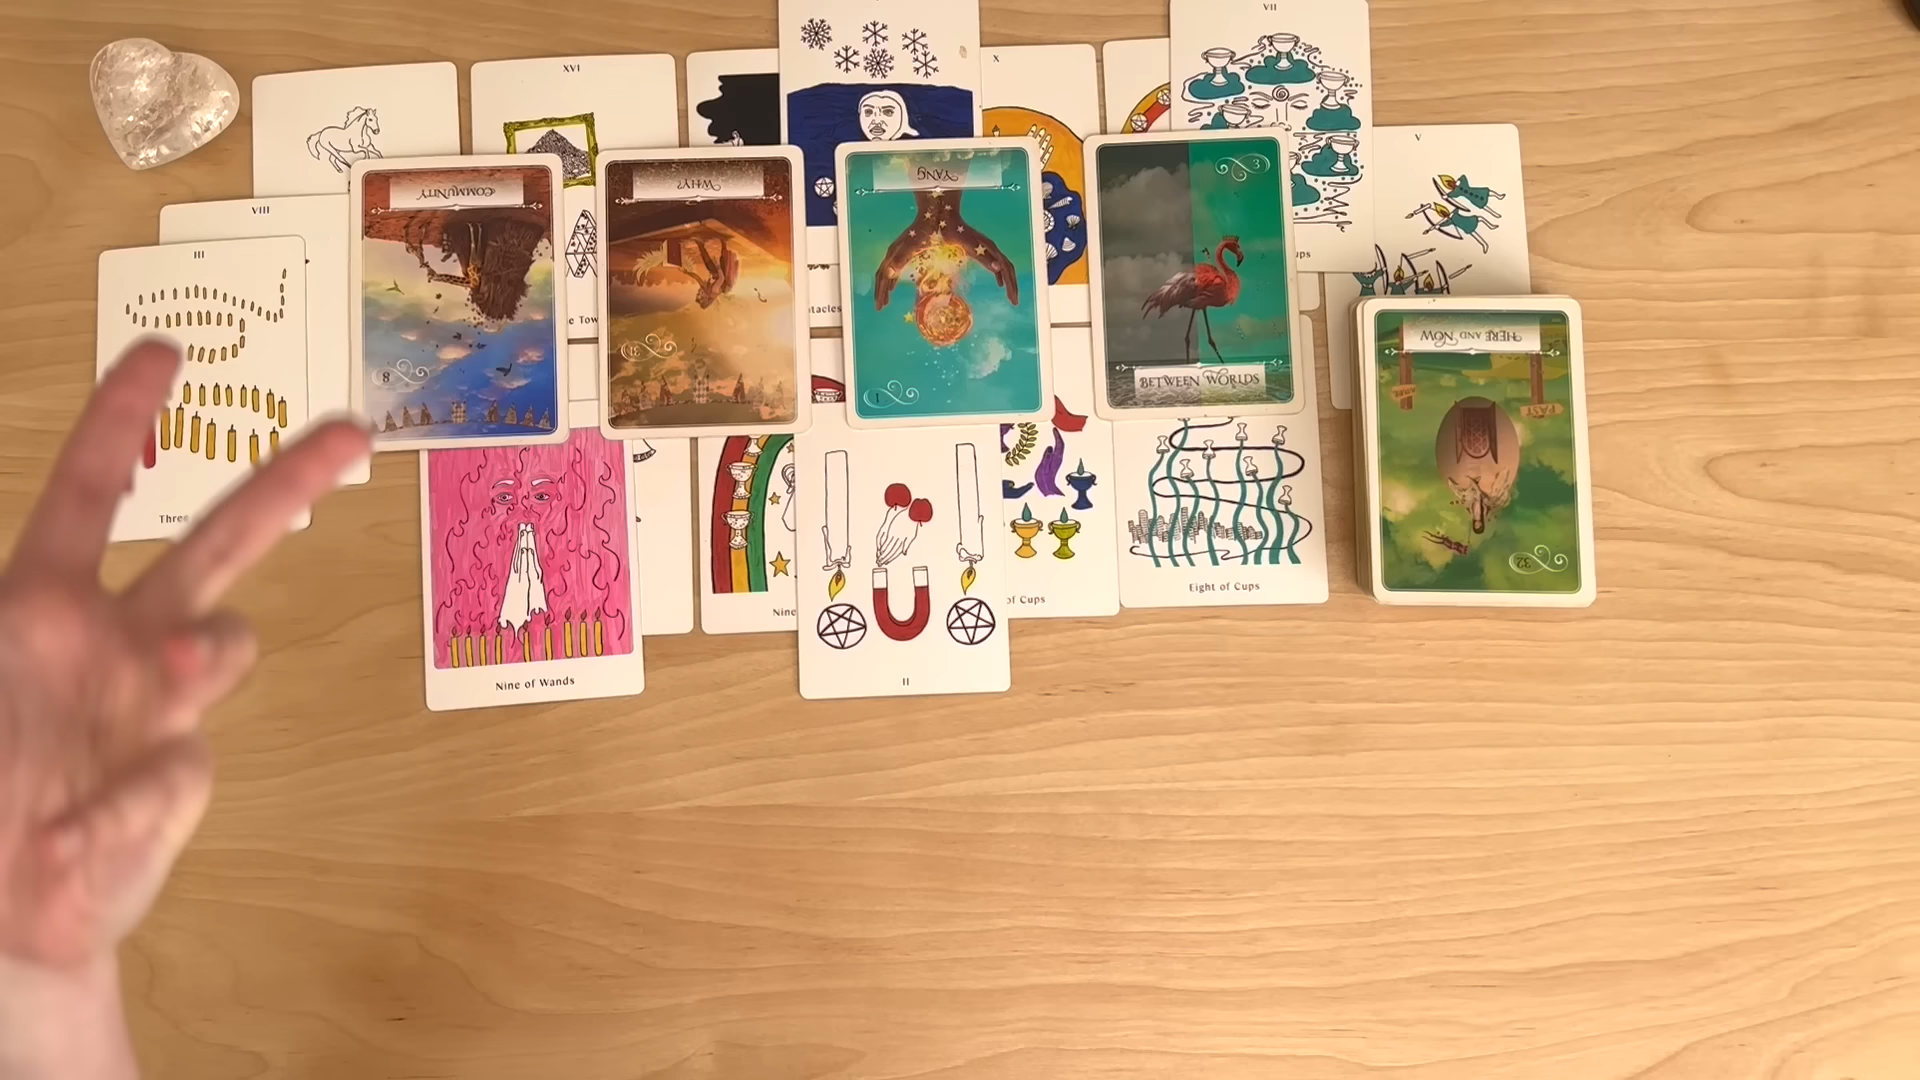 VII
XVI
X
V
VIII
III
COMMUNITY
8
WHY?
31
YANG
1
3
BETWEEN WORLDS
HERE AND NOW
32
e Tow
tacles
ups
Three
Nine of Wands
Nine
II
of Cups
Eight of Cups